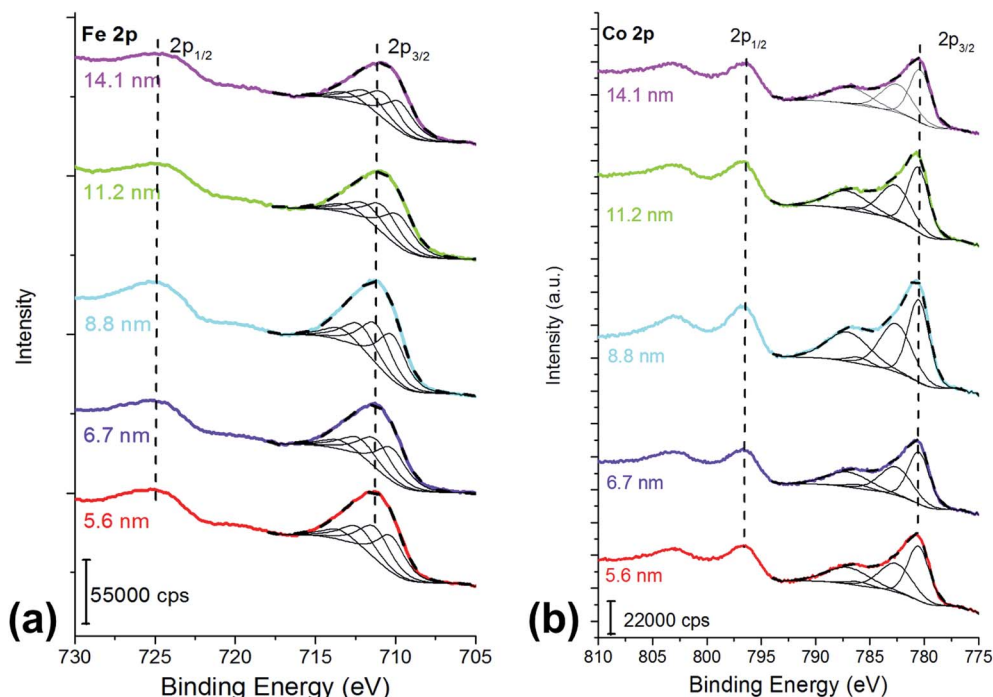 Fe 2p
2p1/2
2p3/2
14.1 nm
11.2 nm
8.8 nm
6.7 nm
5.6 nm
55000 cps
(a)
Intensity
730 725 720 715 710 705
Binding Energy (eV)
Co 2p
2p1/2
2p3/2
14.1 nm
11.2 nm
8.8 nm
6.7 nm
5.6 nm
22000 cps
(b)
Intensity (a.u.)
810 805 800 795 790 785 780 775
Binding Energy (eV)